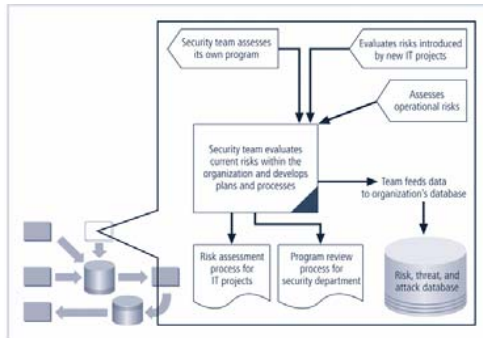 Security team assesses
its own program
Evaluates risks introduced
by new IT projects
Assesses
operational risks
Security team evaluates
current risks within the
organization and develops
plans and processes
Team feeds data
to organization's database
Risk assessment
process for
IT projects
Program review
process for
security department
Risk, threat, and
attack database